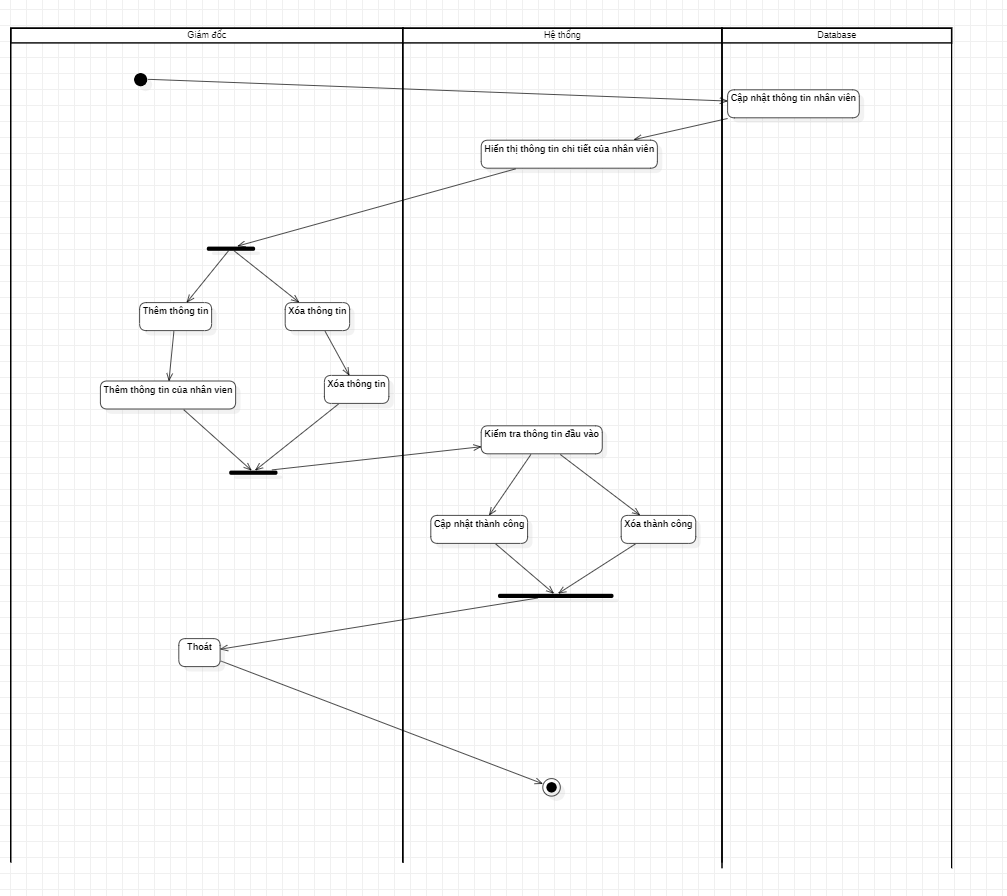 Giám đốc
Hệ thống
Database
Cập nhật thông tin nhân viên
Hiển thị thông tin chi tiết của nhân viên
Thêm thông tin
Xóa thông tin
Thêm thông tin của nhân vien
Xóa thông tin
Kiểm tra thông tin đầu vào
Cập nhật thành công
Xóa thành công
Thoát